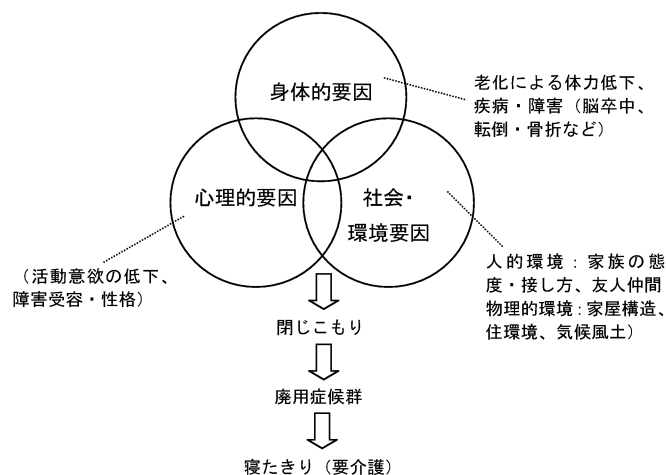 身体的要因
老化による体力低下、
疾病・障害（脳卒中、
転倒・骨折など）
心理的要因
社会・
環境要因
（活動意欲の低下、
障害受容・性格）
人的環境：家族の態
度・接し方、友人仲間
物理的環境：家屋構造、
住環境、気候風土）
閉じこもり
廃用症候群
寝たきり（要介護）